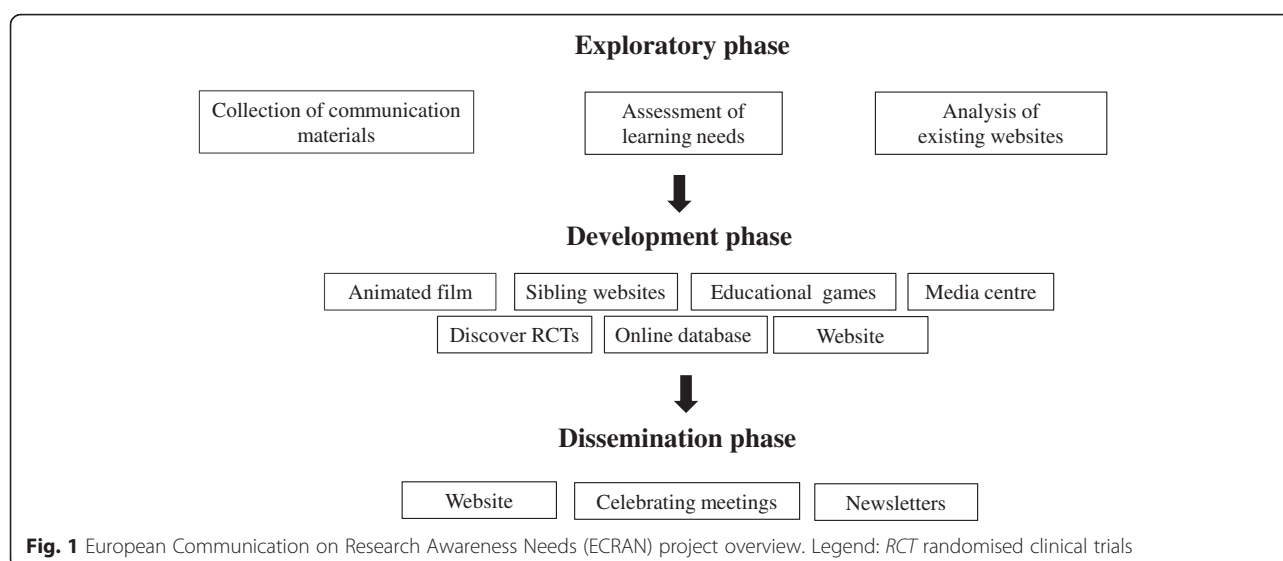 Exploratory phase
Collection of communication
materials
Assessment of
learning needs
Analysis of
existing websites
Development phase
Animated film
Sibling websites
Educational games
Media centre
Discover RCTs
Online database
Website
Dissemination phase
Website
Celebrating meetings
Newsletters
Fig. 1 European Communication on Research Awareness Needs (ECRAN) project overview. Legend: RCT randomised clinical trials